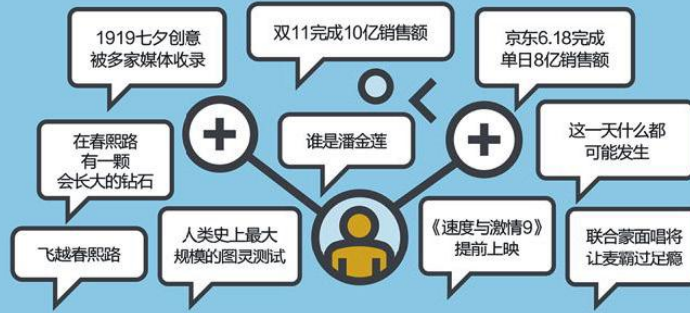 1919七夕创意
被多家媒体收录
双11完成10亿销售额
京东6.18完成
单日8亿销售额
在春熙路
有一颗
会长大的钻石
谁是潘金莲
这一天什么都
可能发生
飞越春熙路
人类史上最大
规模的图灵测试
《速度与激情9》
提前上映
联合蒙面唱将
让麦霸过足瘾